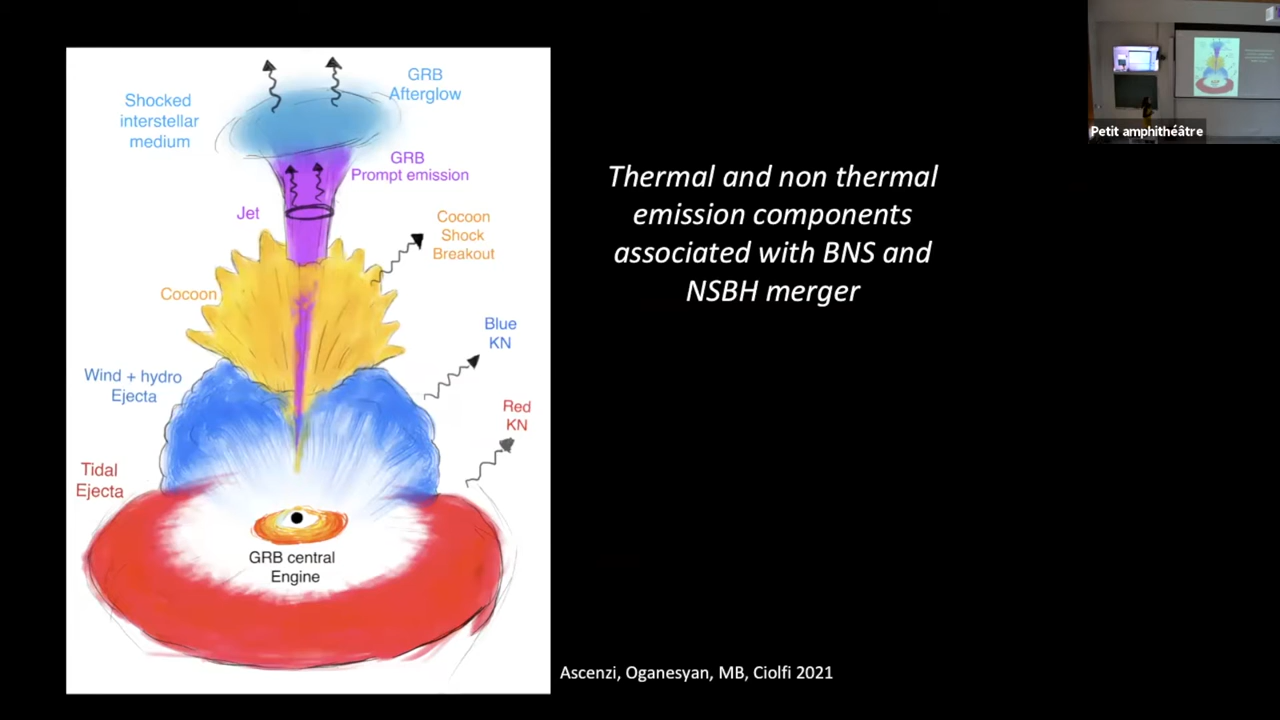 GRB
Afterglow
Shocked
interstellar
medium
GRB
Prompt emission
Jet
Cocoon
Shock
Breakout
Cocoon
Blue
KN
Wind + hydro
Ejecta
Red
KN
Tidal
Ejecta
GRB central
Engine
Thermal and non thermal
emission components
associated with BNS and
NSBH merger
Ascenzi, Oganesyan, MB, Ciolfi 2021
Petit amphithéâtre